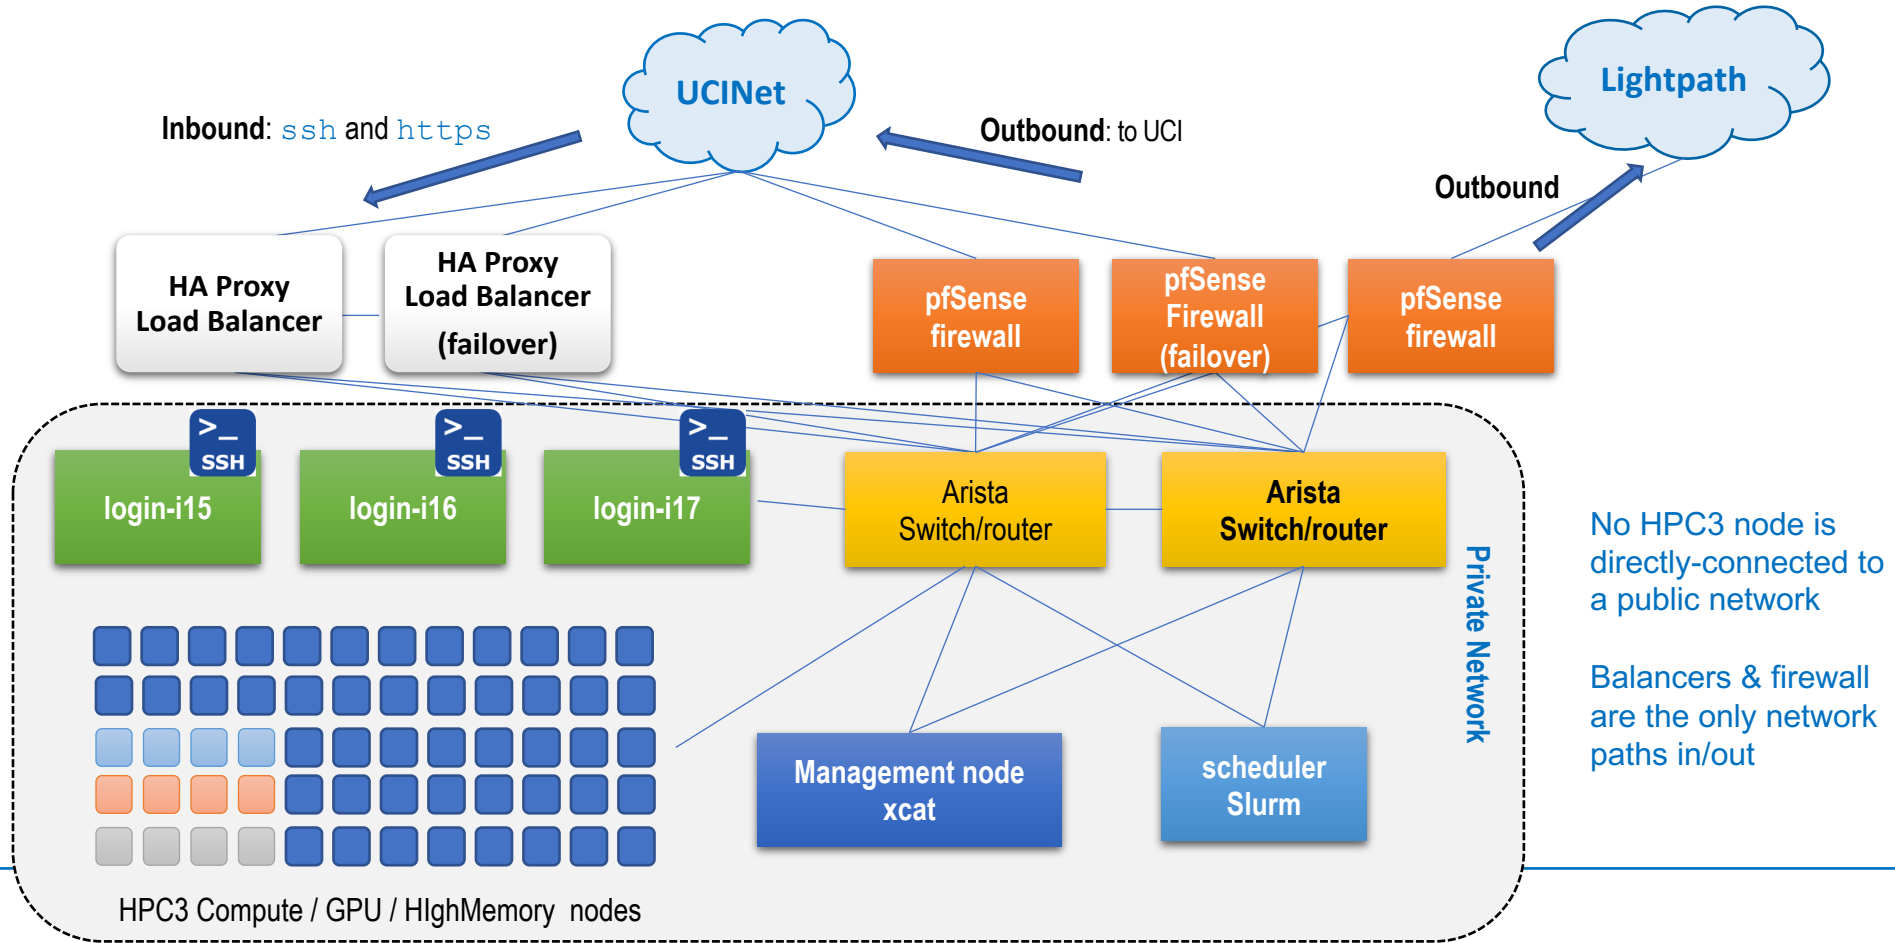 UCINet
Lightpath
Inbound: ssh and https
Outbound: to UCI
Outbound
HA Proxy
Load Balancer
HA Proxy
Load Balancer
(failover)
pfSense
firewall
pfSense
Firewall
(failover)
pfSense
firewall
>_
SSH
>_
SSH
>_
SSH
login-i15
login-i16
login-i17
Arista
Switch/router
Arista
Switch/router
Private Network
No HPC3 node is
directly-connected to
a public network
Balancers & firewall
are the only network
paths in/out
Management node
xcat
scheduler
Slurm
HPC3 Compute / GPU / HIghMemory nodes